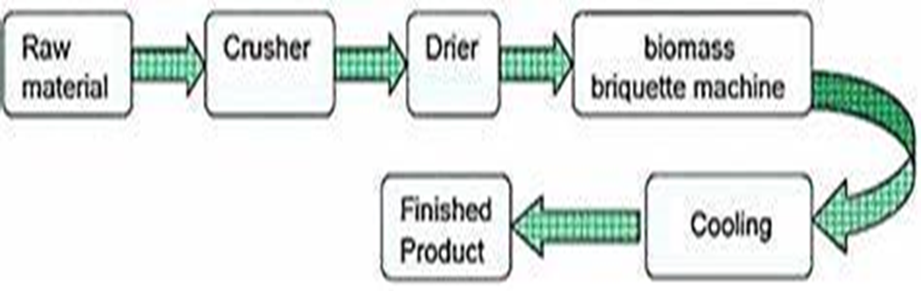 Raw
material
Crusher
Drier
biomass
briquette machine
Cooling
Finished
Product